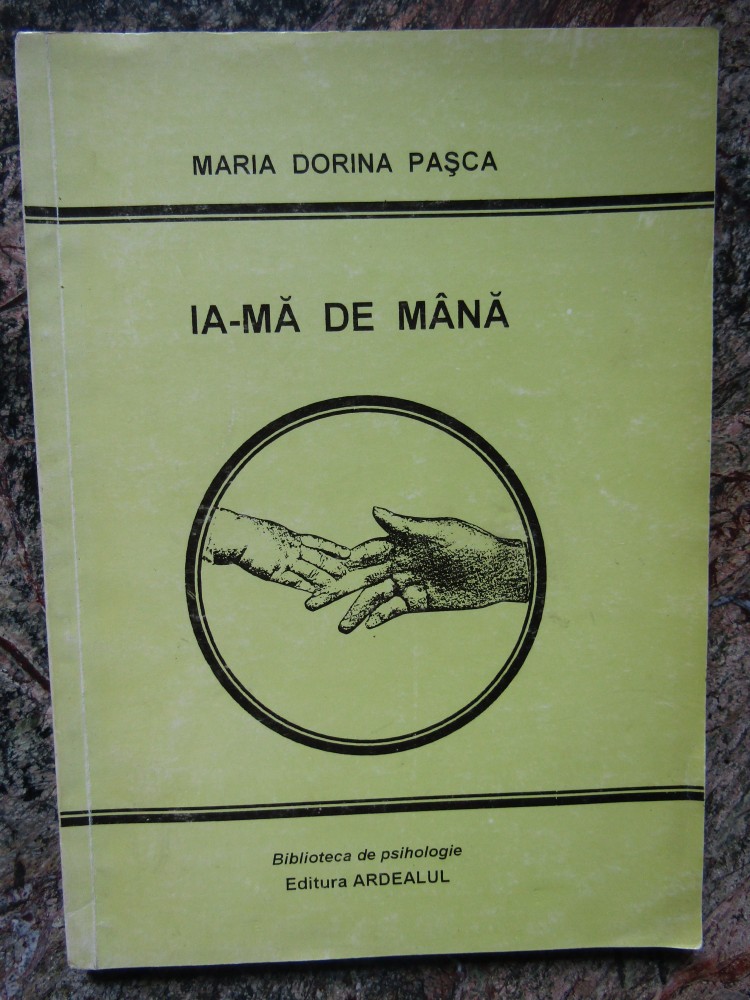 MARIA DORINA PAŞCA
IA-MĂ DE MÂNĂ
Biblioteca de psihologie
Editura ARDEALUL